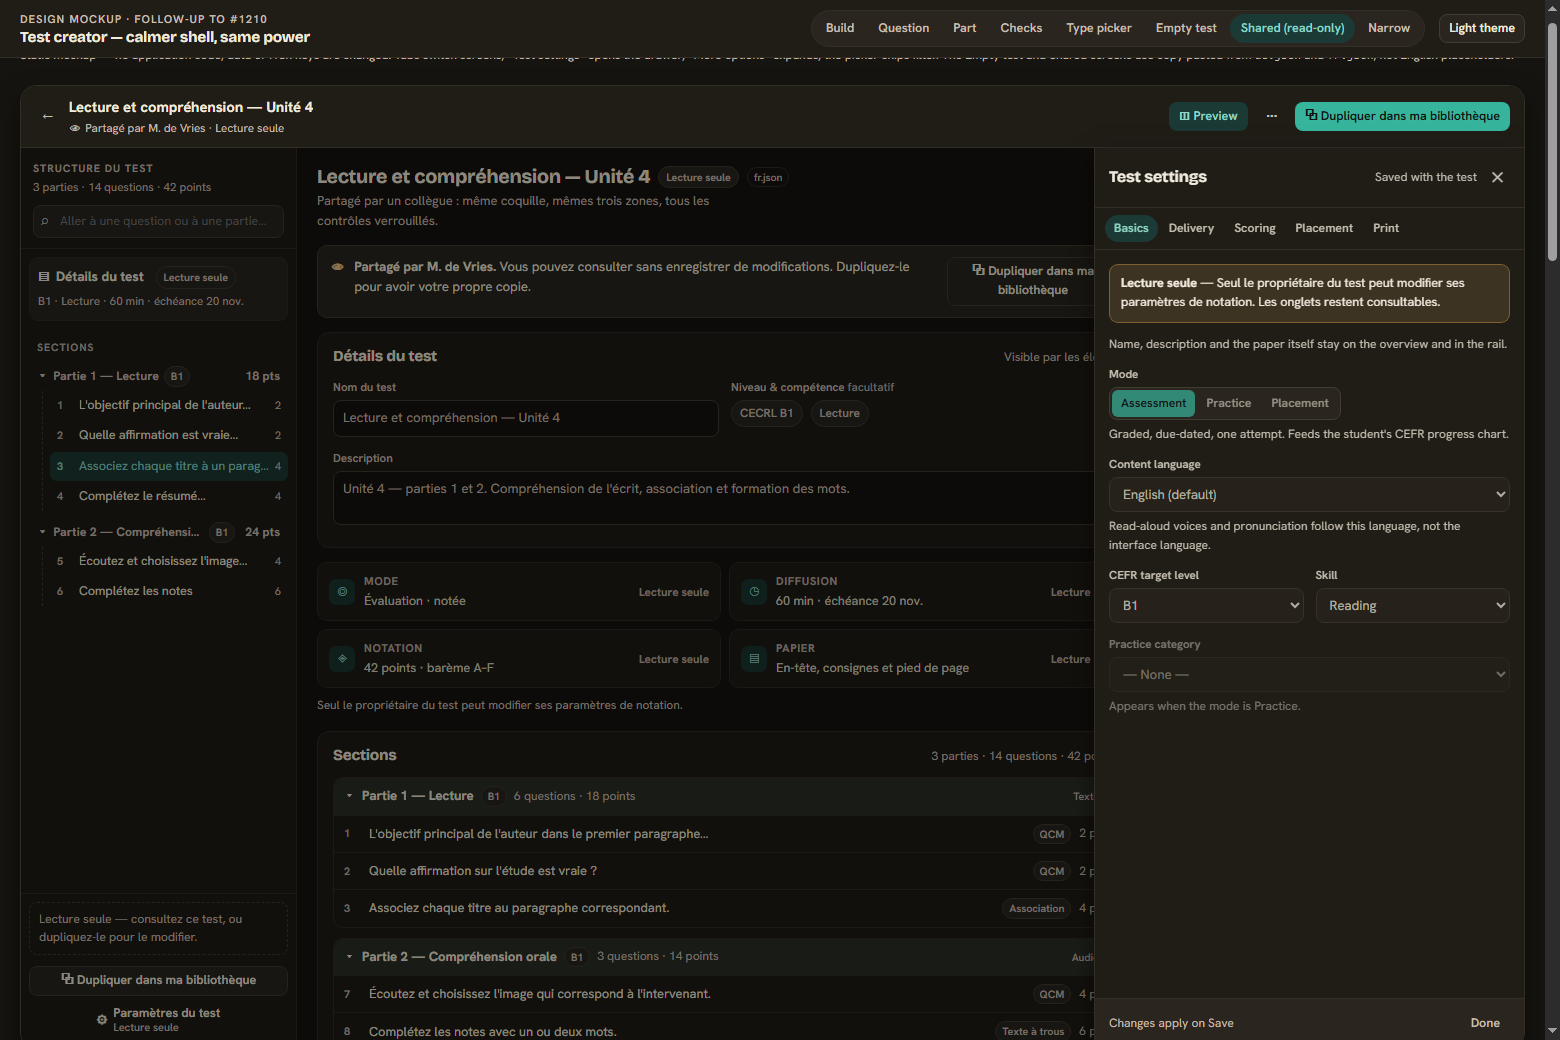 DESIGN MOCKUP · FOLLOW-UP TO #1210
Test creator — calmer shell, same power
Build
Question
Part
Checks
Type picker
Empty test
Shared (read-only)
Narrow
Light theme
←
Lecture et compréhension — Unité 4
Partagé par M. de Vries · Lecture seule
Preview
···
Dupliquer dans ma bibliothèque
STRUCTURE DU TEST
3 parties · 14 questions · 42 points
Aller à une question ou à une partie...
Détails du test
Lecture seule
B1 · Lecture · 60 min · échéance 20 nov.
SECTIONS
Partie 1 — Lecture B1 18 pts
1 L'objectif principal de l'auteur... 2
2 Quelle affirmation est vraie... 2
3 Associez chaque titre à un parag... 4
4 Complétez le résumé... 4
Partie 2 — Compréhensi... B1 24 pts
5 Écoutez et choisissez l'image... 4
6 Complétez les notes 6
Lecture seule — consultez ce test, ou
dupliquez-le pour le modifier.
Dupliquer dans ma bibliothèque
Paramètres du test
Lecture seule
Lecture et compréhension — Unité 4 Lecture seule fr.json
Partagé par un collègue : même coquille, mêmes trois zones, tous les
contrôles verrouillés.
Partagé par M. de Vries. Vous pouvez consulter sans enregistrer de modifications. Dupliquez-le
pour avoir votre propre copie.
Dupliquer dans ma
bibliothèque
Détails du test
Visible par les élè
Nom du test
Lecture et compréhension — Unité 4
Niveau & compétence facultatif
CECRL B1
Lecture
Description
Unité 4 — parties 1 et 2. Compréhension de l'écrit, association et formation des mots.
MODE
Évaluation · notée
Lecture seule
DIFFUSION
60 min · échéance 20 nov.
Lecture
NOTATION
42 points · barème A–F
Lecture seule
PAPIER
En-tête, consignes et pied de page
Lecture
Seul le propriétaire du test peut modifier ses paramètres de notation.
Sections
3 parties · 14 questions · 42 po
Partie 1 — Lecture B1 6 questions · 18 points Text
1 L'objectif principal de l'auteur dans le premier paragraphe... QCM 2 p
2 Quelle affirmation sur l'étude est vraie ? QCM 2 p
3 Associez chaque titre au paragraphe correspondant. Association 4 p
Partie 2 — Compréhension orale B1 3 questions · 14 points Audi
7 Écoutez et choisissez l'image qui correspond à l'intervenant. QCM 4 p
8 Complétez les notes avec un ou deux mots. Texte à trous 6 p
Test settings
Saved with the test
Basics
Delivery
Scoring
Placement
Print
Lecture seule — Seul le propriétaire du test peut modifier ses
paramètres de notation. Les onglets restent consultables.
Name, description and the paper itself stay on the overview and in the rail.
Mode
Assessment
Practice
Placement
Graded, due-dated, one attempt. Feeds the student's CEFR progress chart.
Content language
English (default)
Read-aloud voices and pronunciation follow this language, not the
interface language.
CEFR target level
B1
Skill
Reading
Practice category
— None —
Appears when the mode is Practice.
Changes apply on Save
Done